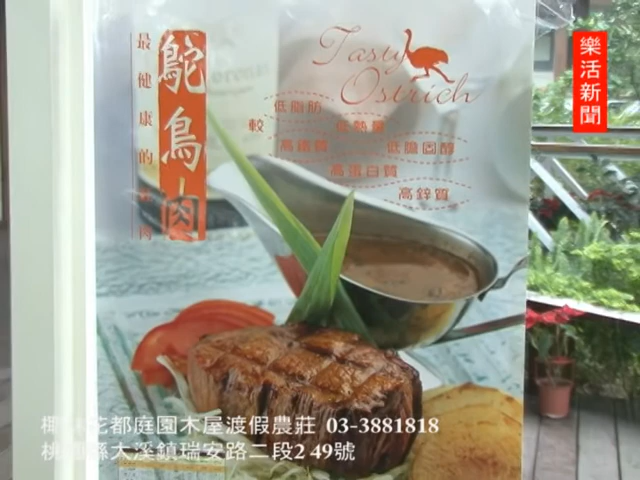 鴕鳥肉
最健康的
Tasty
Ostrich
低脂肪
較
高鐵質
低膽固醇
高蛋白質
高鋅質
樂活新聞
花都庭園木屋渡假農莊 03-3881818
桃園縣大溪鎮瑞安路二段249號